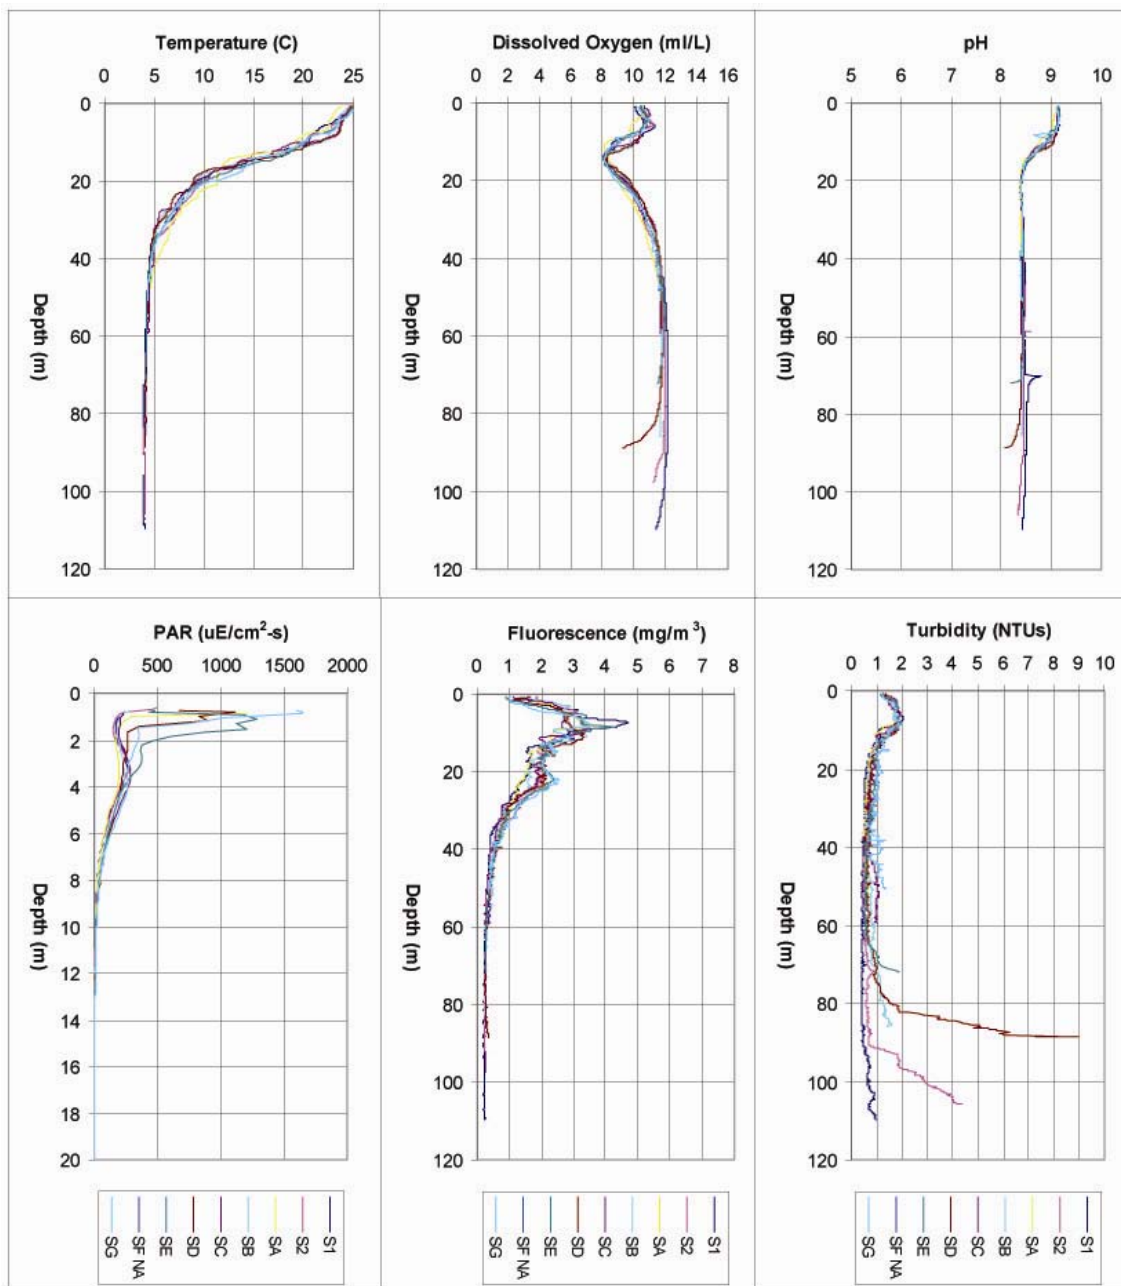 Temperature (C)
0 5 10 15 20 25
0
20
40
60
80
100
120
Depth (m)
Dissolved Oxygen (ml/L)
0 2 4 6 8 10 12 14 16
0
20
40
60
80
100
120
Depth (m)
pH
5 6 7 8 9 10
0
20
40
60
80
100
120
Depth (m)
PAR (uE/cm²-s)
0 500 1000 1500 2000
0
2
4
6
8
10
12
14
16
18
20
Depth (m)
SG SF NA SE SD SC SB SA S2 S1
Fluorescence (mg/m³)
0 1 2 3 4 5 6 7 8
0
20
40
60
80
100
120
Depth (m)
SG SF NA SE SD SC SB SA S2 S1
Turbidity (NTUs)
0 1 2 3 4 5 6 7 8 9 10
0
20
40
60
80
100
120
Depth (m)
SG SF NA SE SD SC SB SA S2 S1